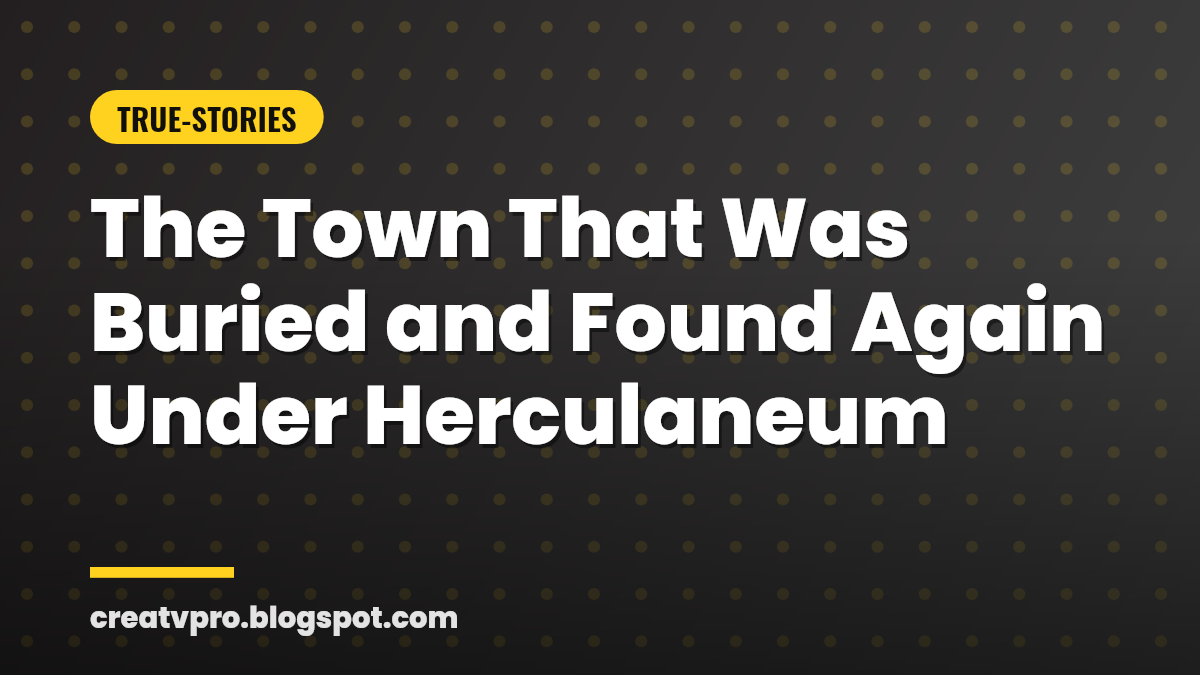 TRUE-STORIES
The Town That Was
Buried and Found Again
Under Herculaneum
creatvpro.blogspot.com